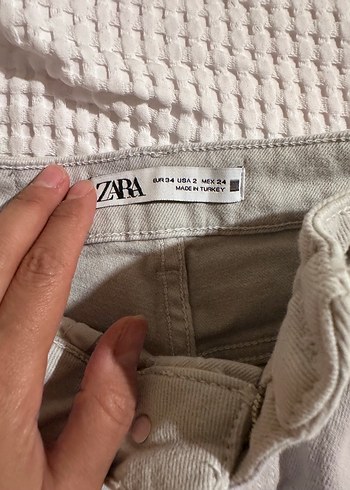 ZARA
EUR 34 USA 2 MEX 24
MADE IN TURKEY